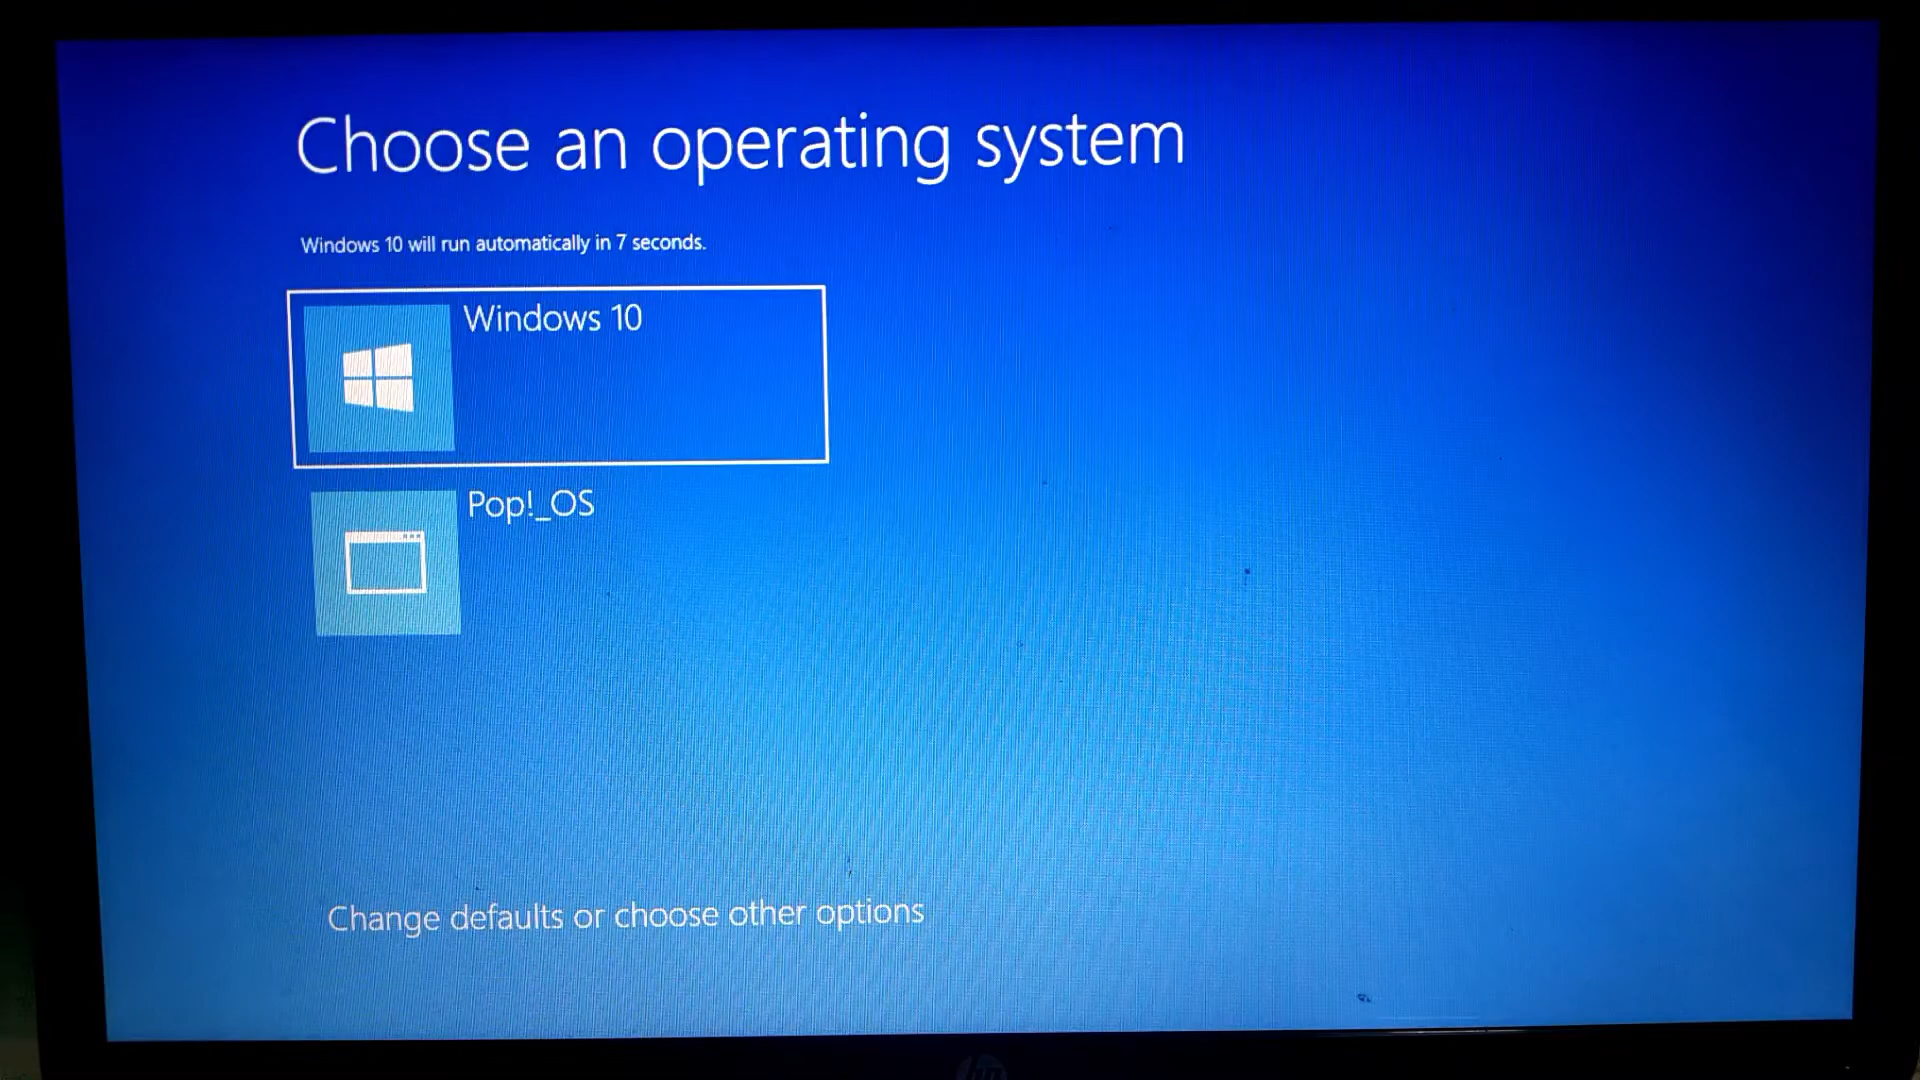 Choose an operating system
Windows 10 will run automatically in 7 seconds.
Windows 10
Pop!_OS
Change defaults or choose other options
hp